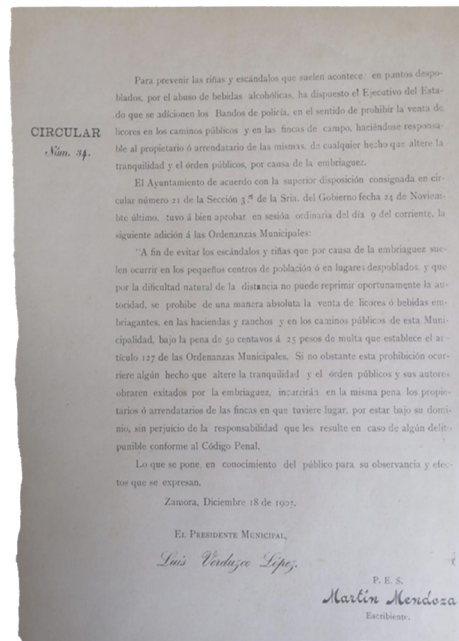 CIRCULAR
Núm. 34.
Para prevenir las riñas y escándalos que suelen acontece: en pantos despo-
blados, por el abuso de bebidas alcohólicas, ha dispuesto el Ejecutivo del Esta-
do que se adicionen los Bandos de policía, en el sentido de prohibir la venta de
licores en los caminos públicos y en las fincas de campo, haciéndose responsa-
ble al propietario ó arrendatario de las mismas, de cualquier hecho que altere la
tranquilidad y el órden públicos, por causa de la embriaguez.
El Ayuntamiento de acuerdo con la superior disposición consignada en cir-
cular número 21 de la Sección 3.ª de la Sria. del Gobierno fecha 24 de Noviem-
bre último, tuvo á bien aprobar en sesión ordinaria del día 9 del corriente, la
siguiente adición á las Ordenanzas Municipales:
"A fin de evitar los escándalos y riñas que por causa de la embriaguez sue-
len ocurrir en los pequeños centros de población ó en lugares despoblados, y que
por la dificultad natural de la distancia no puede reprimir oportunamente la au-
toridad, se prohibe de una manera absoluta la venta de licores ó bebidas em-
briagantes, en las haciendas y ranchos y en los caminos públicos de esta Muni-
cipalidad, bajo la pena de 50 centavos á 25 pesos de multa que establece el ar-
tículo 127 de las Ordenanzas Municipales. Si no obstante esta prohibición ocur-
riere algún hecho que altere la tranquilidad y el órden públicos y sus autores
obraren exitados por la embriaguez, incurrirán en la misma pena los propie-
tarios ó arrendatarios de las fincas en que tuviere lugar, por estar bajo su domi-
nio, sin perjuicio de la responsabilidad que les resulte en caso de algún delito
punible conforme al Código Penal.
Lo que se pone en conocimiento del público para su observancia y efec-
tos que se expresan.
Zamora, Diciembre 18 de 1903.
EL PRESIDENTE MUNICIPAL,
Luis Verduzco López.
P. E. S.
Martín Mendoza
Escribiente.